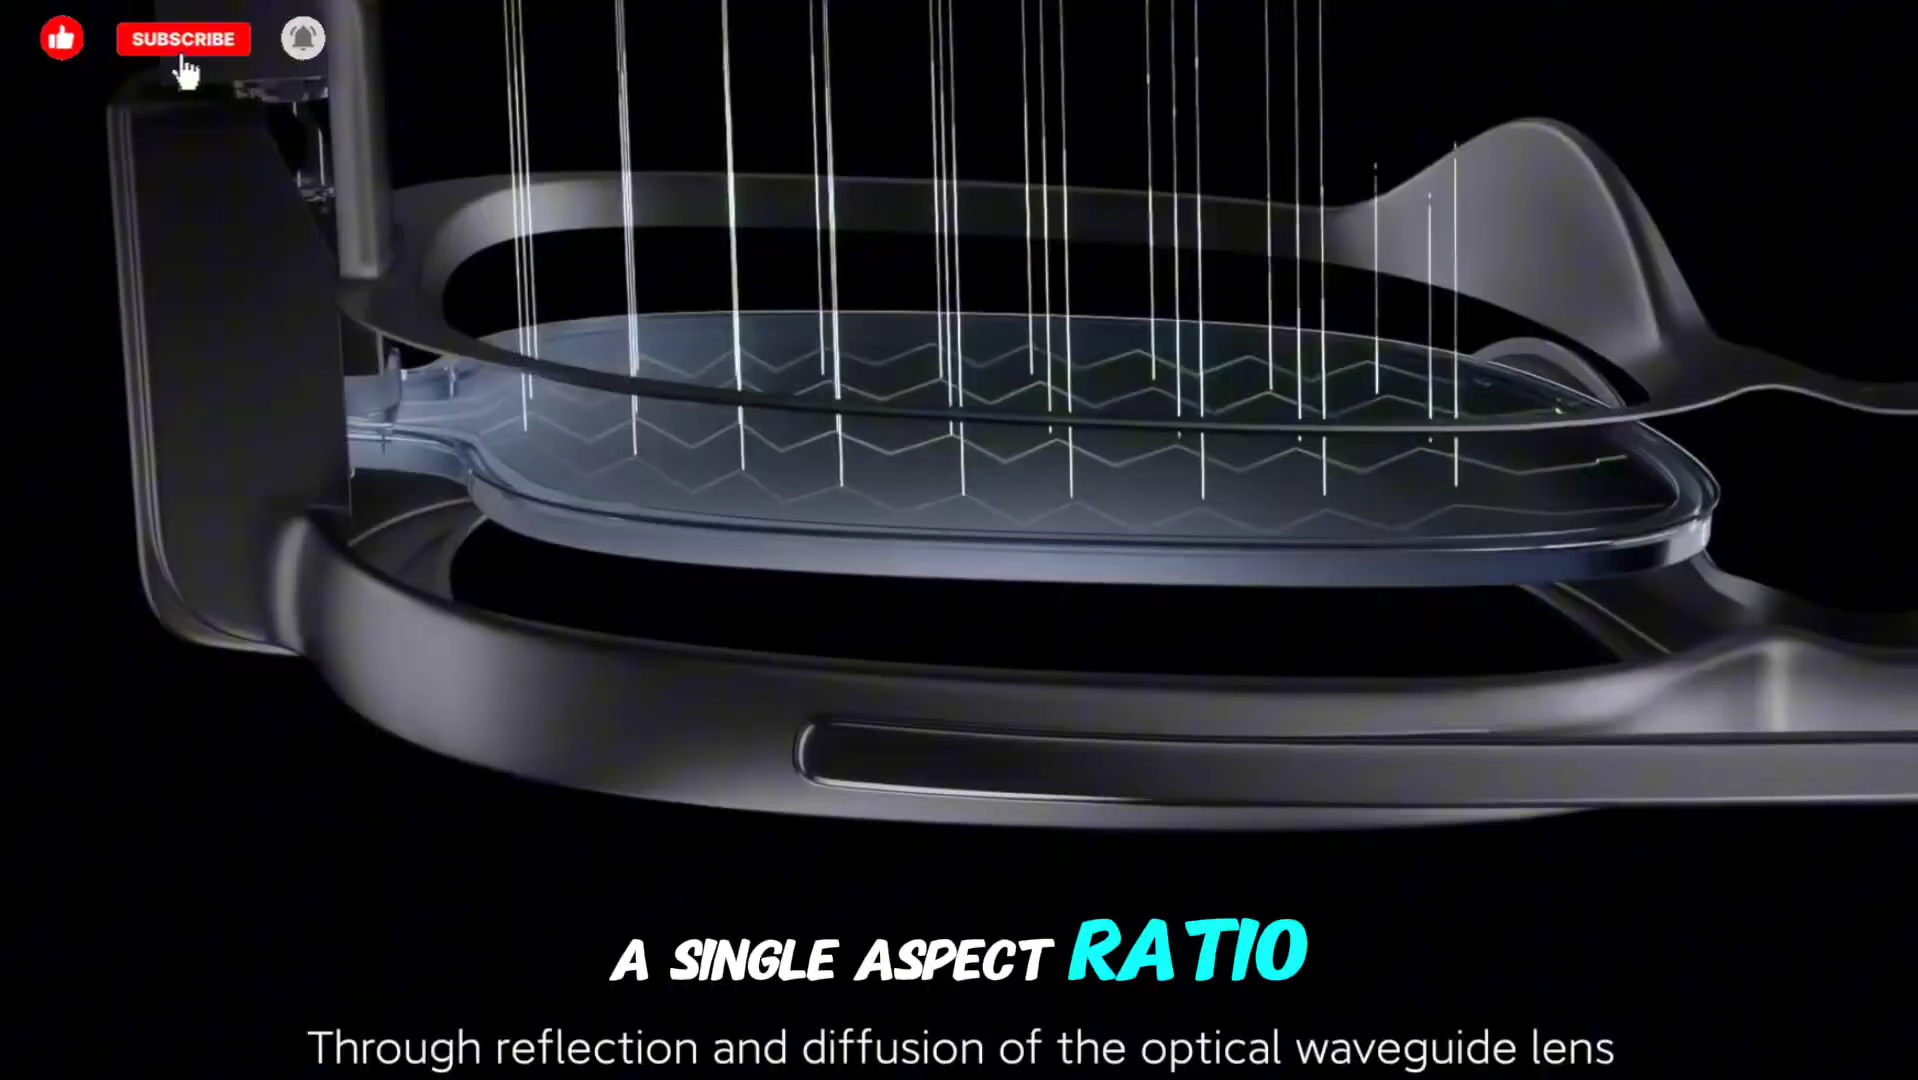 SUBSCRIBE
A SINGLE ASPECT RATIO
Through reflection and diffusion of the optical waveguide lens